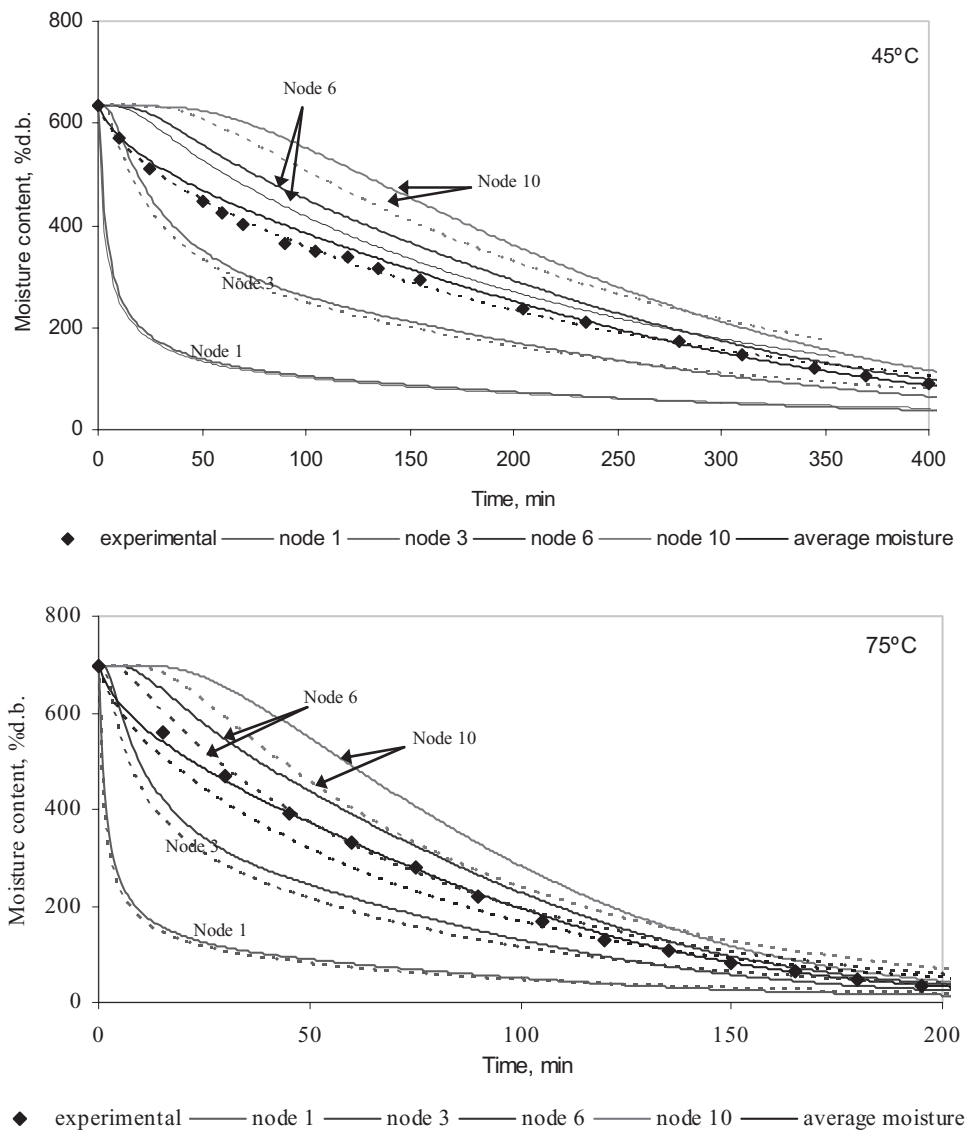 800
45ºC
Node 6
600
Node 10
400
Node 3
200
Node 1
0
Moisture content, %d.b.
0 50 100 150 200 250 300 350 400
Time, min
experimental node 1 node 3 node 6 node 10 average moisture
800
75ºC
Node 6
600
Node 10
400
Node 3
200
Node 1
0
Moisture content, %d.b.
0 50 100 150 200
Time, min
experimental node 1 node 3 node 6 node 10 average moisture